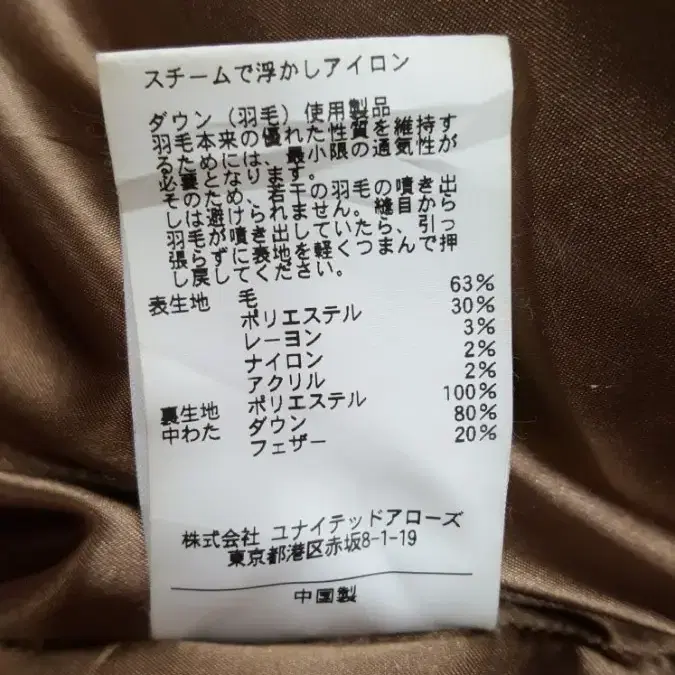 スチームで浮かしアイロン
ダウン（羽毛）使用製品
羽毛本来の優れた性質を維持す
るためには、最小限の通気性が
必要となります。
そのため、若干の羽毛の噴き出
しは避けられません。縫目から
羽毛が噴き出していたら、引っ
張らずに表地を軽くつまんで押
し戻してください。
表生地 毛 63%
ポリエステル 30%
レーヨン 3%
ナイロン 2%
アクリル 2%
裏生地 ポリエステル 100%
中わた ダウン 80%
フェザー 20%
株式会社 ユナイテッドアローズ
東京都港区赤坂8-1-19
中国製